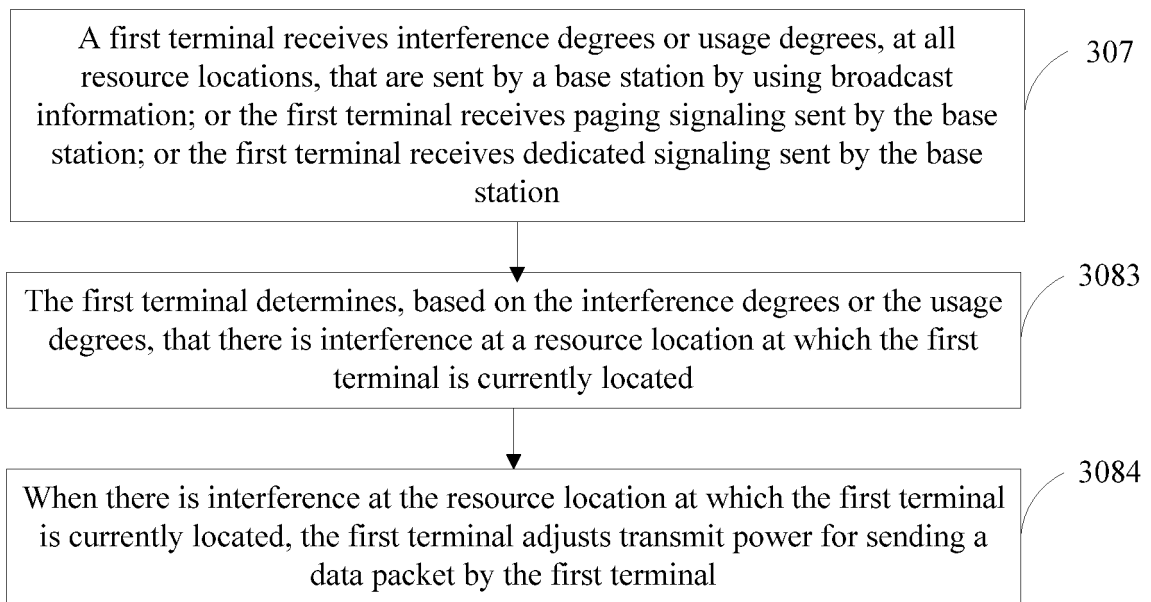 A first terminal receives interference degrees or usage degrees, at all
resource locations, that are sent by a base station by using broadcast
information; or the first terminal receives paging signaling sent by the base
station; or the first terminal receives dedicated signaling sent by the base
station
307
The first terminal determines, based on the interference degrees or the usage
degrees, that there is interference at a resource location at which the first
terminal is currently located
3083
When there is interference at the resource location at which the first terminal
is currently located, the first terminal adjusts transmit power for sending a
data packet by the first terminal
3084